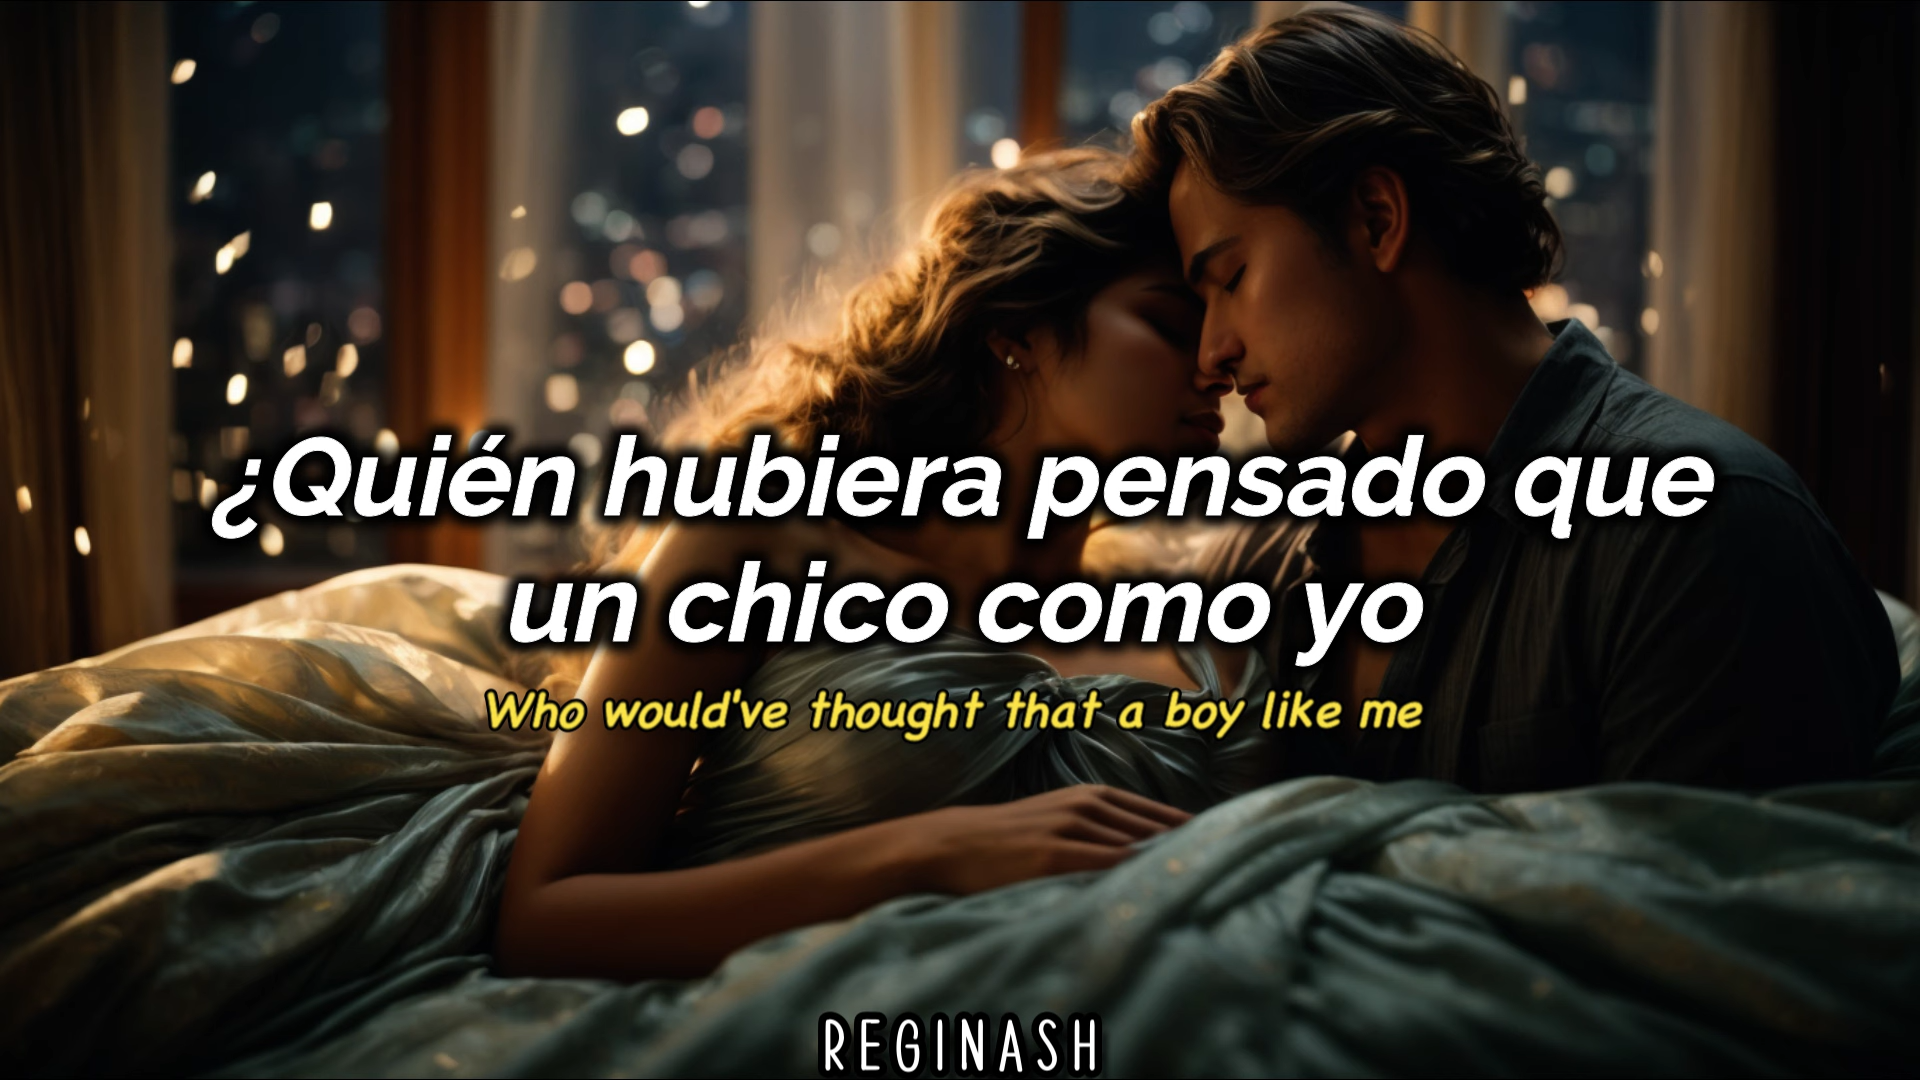 ¿Quién hubiera pensado que
un chico como yo
Who would've thought that a boy like me
REGINASH